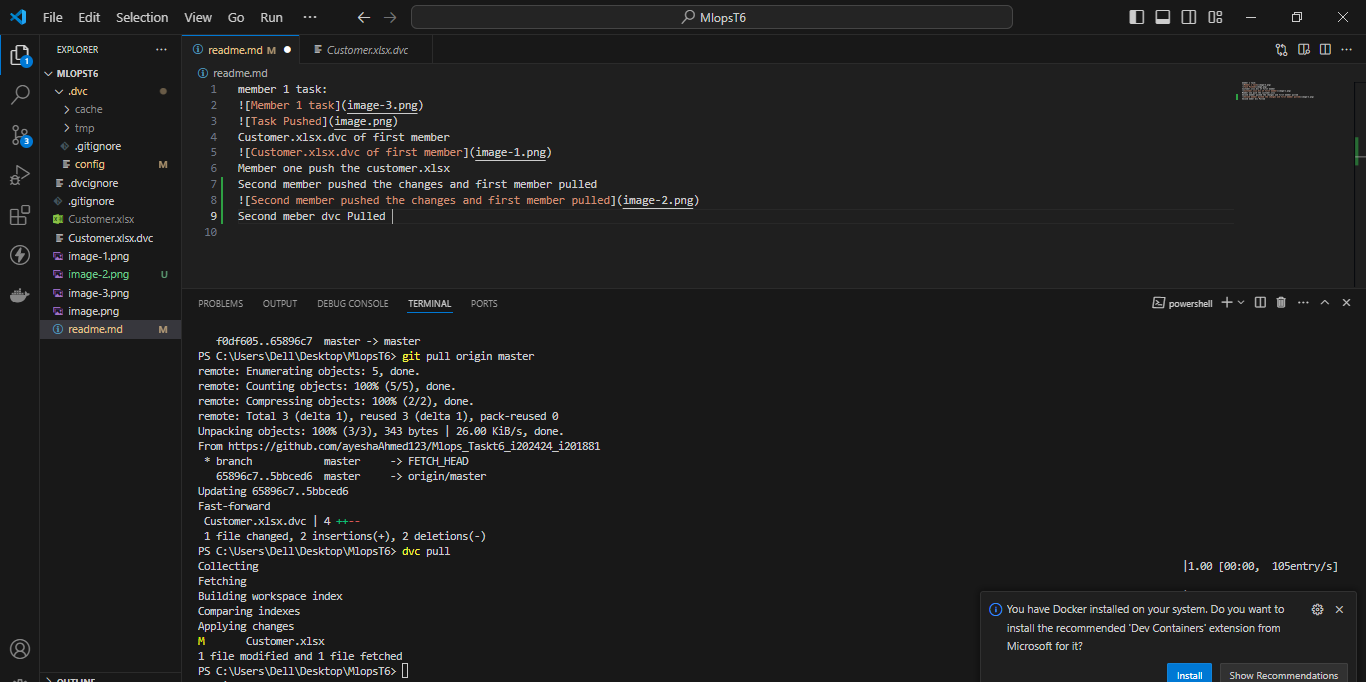 File Edit Selection View Go Run ··· MlopsT6
EXPLORER ···
MLOPST6
.dvc
cache
tmp
.gitignore
config M
.dvcignore
.gitignore
Customer.xlsx
Customer.xlsx.dvc
image-1.png
image-2.png U
image-3.png
image.png
readme.md M
OUTLINE
1
3
readme.md M
Customer.xlsx.dvc
readme.md
1 member 1 task:
2 ![Member 1 task](image-3.png)
3 ![Task Pushed](image.png)
4 Customer.xlsx.dvc of first member
5 ![Customer.xlsx.dvc of first member](image-1.png)
6 Member one push the customer.xlsx
7 Second member pushed the changes and first member pulled
8 ![Second member pushed the changes and first member pulled](image-2.png)
9 Second meber dvc Pulled
10
PROBLEMS OUTPUT DEBUG CONSOLE TERMINAL PORTS
powershell
f0df605..65896c7 master -> master
PS C:\Users\Dell\Desktop\MlopsT6> git pull origin master
remote: Enumerating objects: 5, done.
remote: Counting objects: 100% (5/5), done.
remote: Compressing objects: 100% (2/2), done.
remote: Total 3 (delta 1), reused 3 (delta 1), pack-reused 0
Unpacking objects: 100% (3/3), 343 bytes | 26.00 KiB/s, done.
From https://github.com/ayeshaAhmed123/Mlops_Taskt6_i202424_i201881
* branch master -> FETCH_HEAD
65896c7..5bbced6 master -> origin/master
Updating 65896c7..5bbced6
Fast-forward
Customer.xlsx.dvc | 4 ++--
1 file changed, 2 insertions(+), 2 deletions(-)
PS C:\Users\Dell\Desktop\MlopsT6> dvc pull
Collecting |1.00 [00:00, 105entry/s]
Fetching
Building workspace index
Comparing indexes
Applying changes
M Customer.xlsx
1 file modified and 1 file fetched
PS C:\Users\Dell\Desktop\MlopsT6>
You have Docker installed on your system. Do you want to
install the recommended 'Dev Containers' extension from
Microsoft for it?
Install Show Recommendations